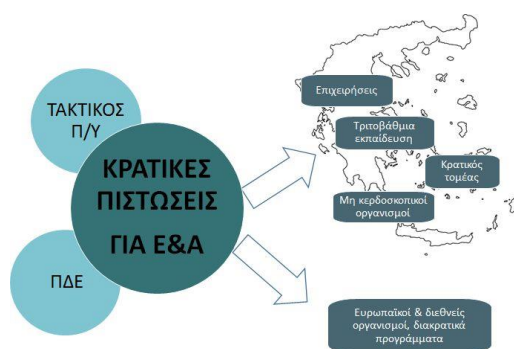 ΤΑΚΤΙΚΟΣ
Π/Υ
ΚΡΑΤΙΚΕΣ
ΠΙΣΤΩΣΕΙΣ
ΓΙΑ Ε&Α
ΠΔΕ
Επιχειρήσεις
Τριτοβάθμια
εκπαίδευση
Κρατικός
τομέας
Μη κερδοσκοπικοί
οργανισμοί
Ευρωπαϊκοί & διεθνείς
οργανισμοί, διακρατικά
προγράμματα